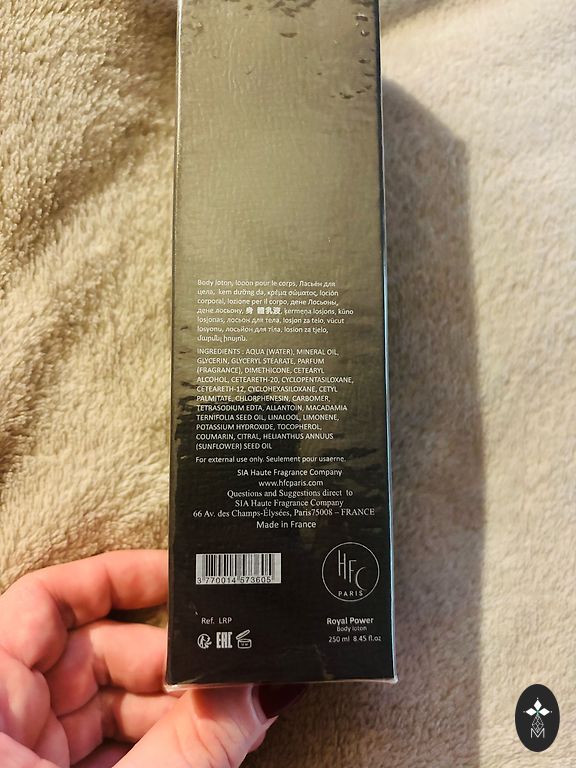 Body loton, lotion pour le corps, Лосьён для
цела, kem dưỡng da, κρέμα σώματος, loción
corporal, lozione per il corpo, дене Лосьоны,
дене лосьону, 身 體乳液, ķermeņa losjons, kūno
losjonas, лосьон для тела, losjon za telo, vücut
losyonu, лосьйон для тіла, losion za tjelo,
մարմնի լոսյոն.
INGREDIENTS : AQUA (WATER), MINERAL OIL,
GLYCERIN, GLYCERYL STEARATE, PARFUM
(FRAGRANCE), DIMETHICONE, CETEARYL
ALCOHOL, CETEARETH-20, CYCLOPENTASILOXANE,
CETEARETH-12, CYCLOHEXASILOXANE, CETYL
PALMITATE, CHLORPHENESIN, CARBOMER,
TETRASODIUM EDTA, ALLANTOIN, MACADAMIA
TERNIFOLIA SEED OIL, LINALOOL, LIMONENE,
POTASSIUM HYDROXIDE, TOCOPHEROL,
COUMARIN, CITRAL, HELIANTHUS ANNUUS
(SUNFLOWER) SEED OIL
For external use only. Seulement pour usaerne.
SIA Haute Fragrance Company
www.hfcparis.com
Questions and Suggestions direct to
SIA Haute Fragrance Company
66 Av. des Champs-Elysées, Paris75008 – FRANCE
Made in France
3 770014 573605
HFC
PARIS
Ref. LRP
Royal Power
Body loton
250 ml 8.45 fl.oz
EAC